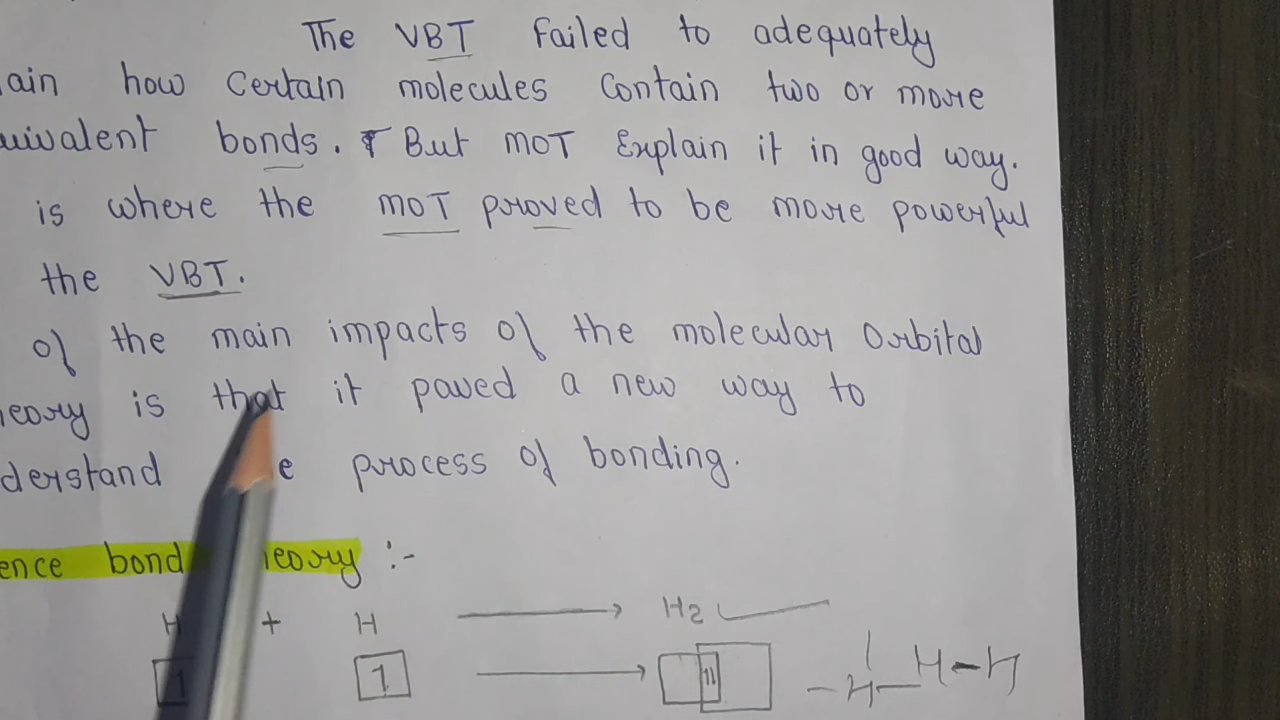 The VBT failed to adequately
ain how certain molecules contain two or more
uivalent bonds. But MOT Explain it in good way.
is where the MOT proved to be more powerful
the VBT.
of the main impacts of the molecular Orbital
eory is that it paved a new way to
derstand e process of bonding.
ence bond eory :-
H + H → H2
1 1 → 1l
H H-H